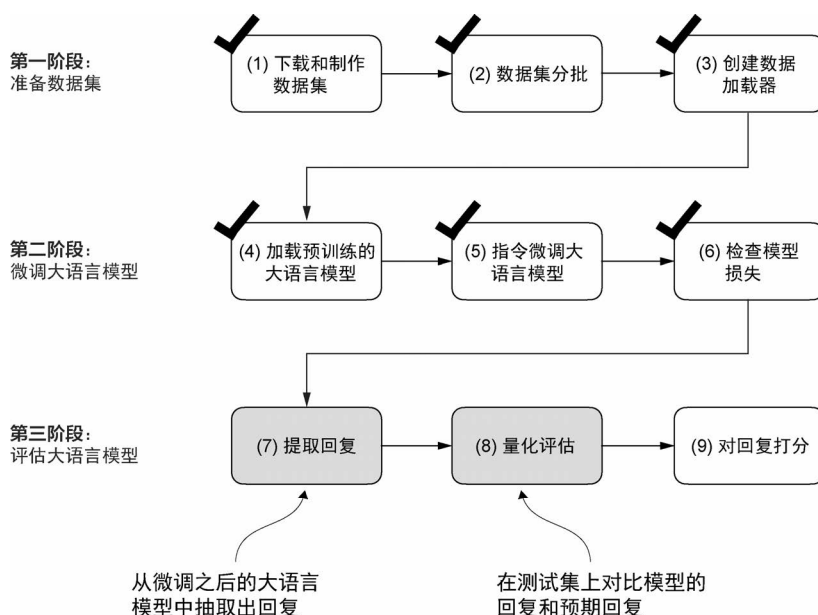 第一阶段：
准备数据集
(1) 下载和制作
数据集
(2) 数据集分批
(3) 创建数据
加载器
第二阶段：
微调大语言模型
(4) 加载预训练的
大语言模型
(5) 指令微调大
语言模型
(6) 检查模型
损失
第三阶段：
评估大语言模型
(7) 提取回复
(8) 量化评估
(9) 对回复打分
从微调之后的大语言
模型中抽取出回复
在测试集上对比模型的
回复和预期回复